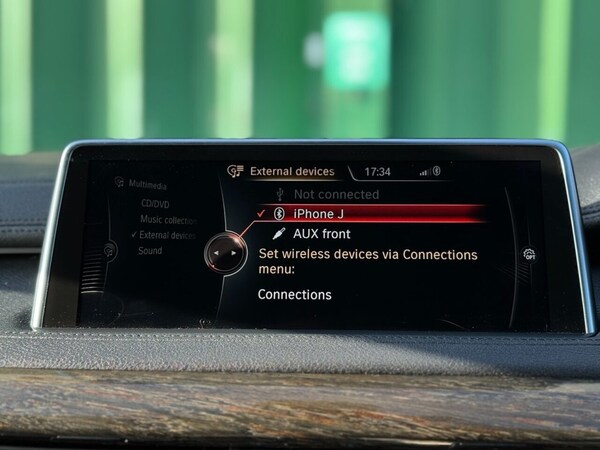 External devices 17:34
Multimedia
CD/DVD
Music collection
External devices
Sound
Not connected
iPhone J
AUX front
Set wireless devices via Connections
menu:
Connections
OPT